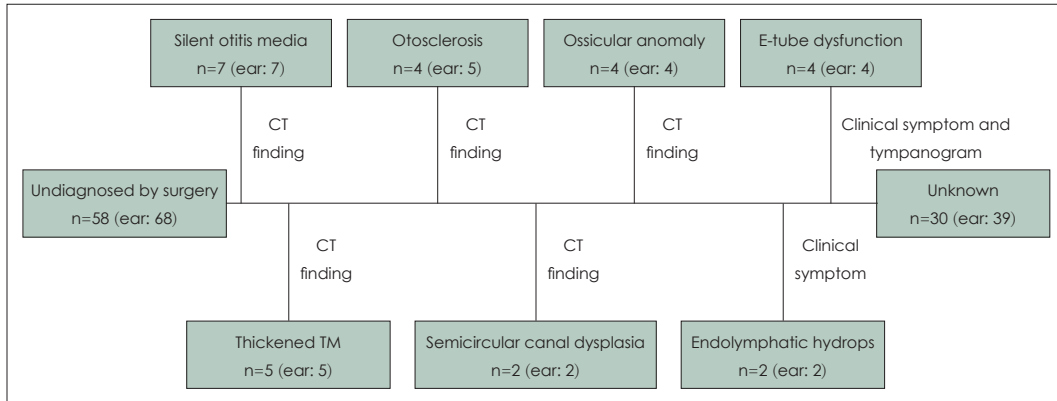 Silent otitis media
n=7 (ear: 7)
Otosclerosis
n=4 (ear: 5)
Ossicular anomaly
n=4 (ear: 4)
E-tube dysfunction
n=4 (ear: 4)
CT
finding
CT
finding
CT
finding
Clinical symptom and
tympanogram
Undiagnosed by surgery
n=58 (ear: 68)
Unknown
n=30 (ear: 39)
CT
finding
CT
finding
Clinical
symptom
Thickened TM
n=5 (ear: 5)
Semicircular canal dysplasia
n=2 (ear: 2)
Endolymphatic hydrops
n=2 (ear: 2)